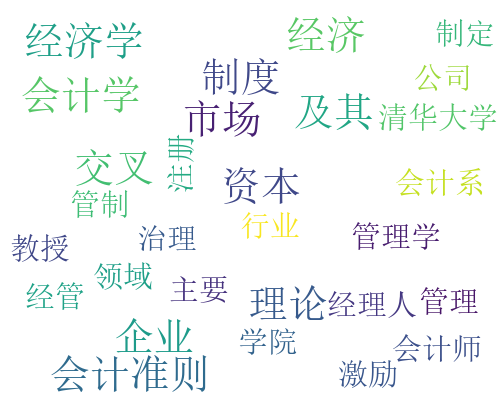 经济学
经济
制定
会计学
制度
公司
市场
及其
清华大学
交叉
注册
资本
会计系
管制
行业
教授
治理
管理学
领域
主要
经管
理论
经理人
管理
企业
学院
会计师
会计准则
激励